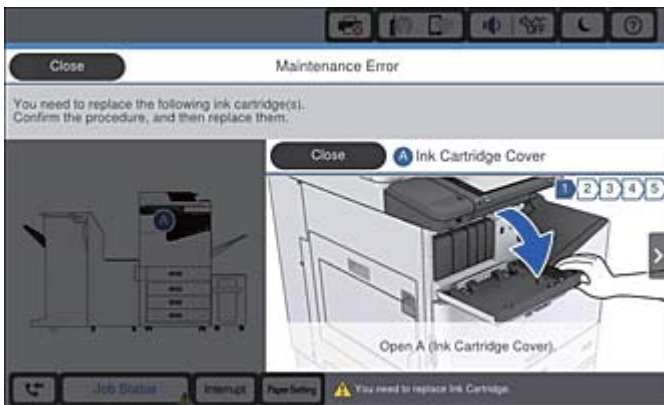 OFF
Close
Maintenance Error
You need to replace the following ink cartridge(s).
Confirm the procedure, and then replace them.
Close
A Ink Cartridge Cover
1 2 3 4 5
A
Open A (Ink Cartridge Cover).
Job Status
Interrupt
Paper Setting
You need to replace Ink Cartridge.